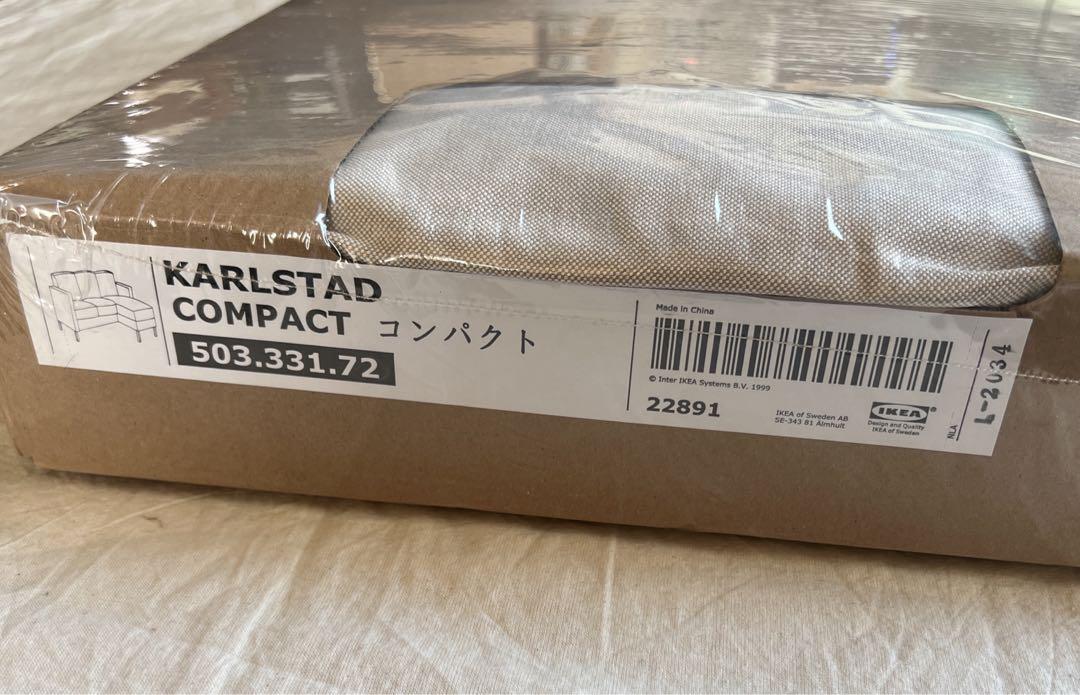 KARLSTAD
COMPACT コンパクト
503.331.72
Made in China
© Inter IKEA Systems B.V. 1999
22891
IKEA of Sweden AB
SE-343 81 Älmhult
IKEA®
Design and Quality
IKEA of Sweden
NLA
L-2034